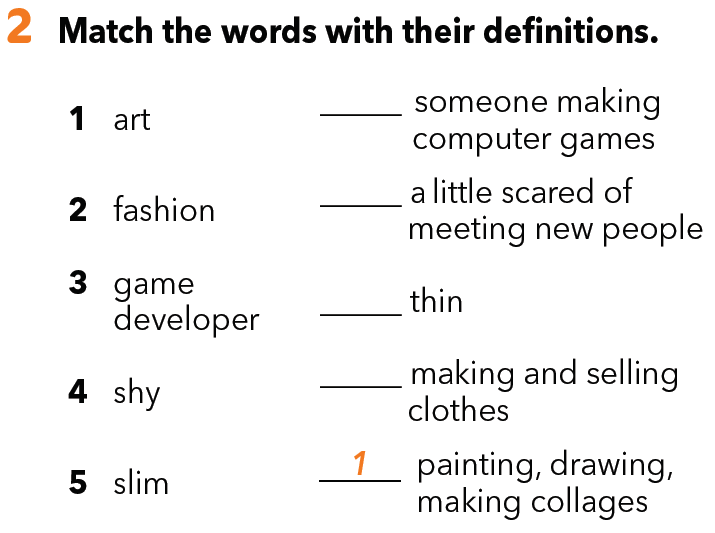 2 Match the words with their definitions.
1 art
2 fashion
3 game
developer
4 shy
5 slim
_____ someone making
computer games
_____ a little scared of
meeting new people
_____ thin
_____ making and selling
clothes
1 painting, drawing,
making collages